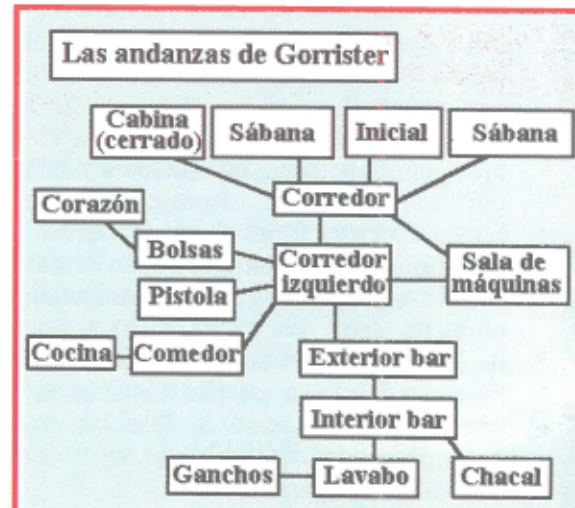 Las andanzas de Gorrister
Cabina
(cerrado)
Sábana
Inicial
Sábana
Corredor
Corazón
Bolsas
Corredor
izquierdo
Sala de
máquinas
Pistola
Cocina
Comedor
Exterior bar
Interior bar
Ganchos
Lavabo
Chacal